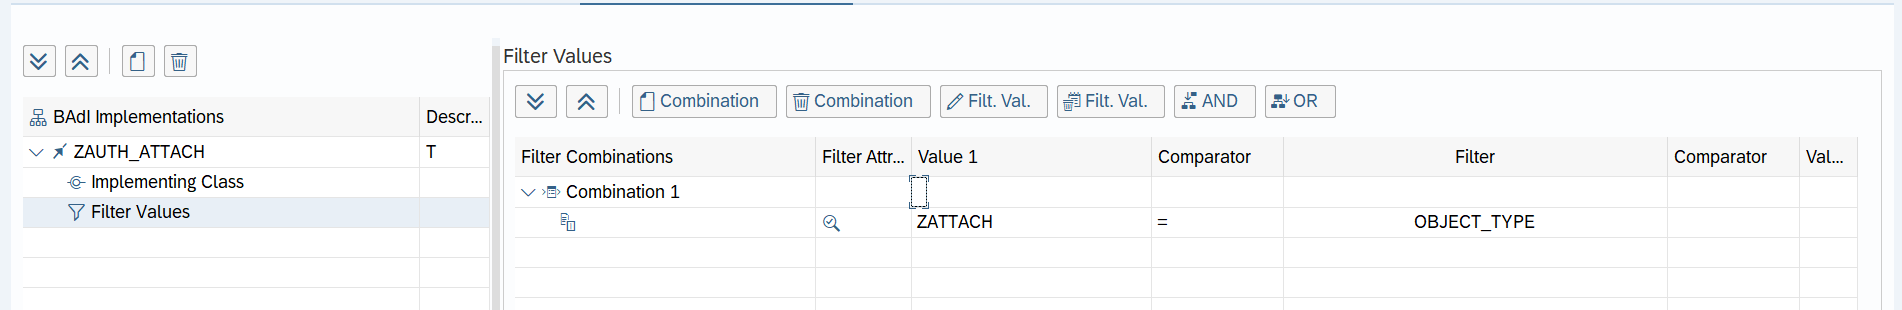 Filter Values
Combination Combination Filt. Val. Filt. Val. AND OR
BAdI Implementations Descr...
ZAUTH_ATTACH T
Implementing Class
Filter Values
Filter Combinations Filter Attr... Value 1 Comparator Filter Comparator Val...
Combination 1
ZATTACH = OBJECT_TYPE